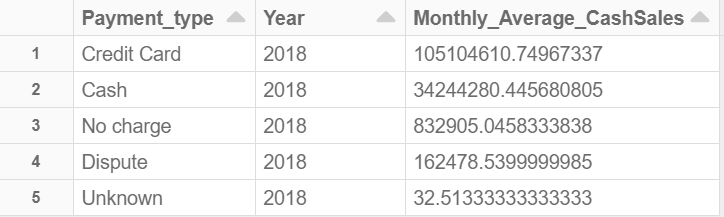 Payment_type Year Monthly_Average_CashSales
1 Credit Card 2018 105104610.74967337
2 Cash 2018 34244280.445680805
3 No charge 2018 832905.0458333838
4 Dispute 2018 162478.5399999985
5 Unknown 2018 32.51333333333333